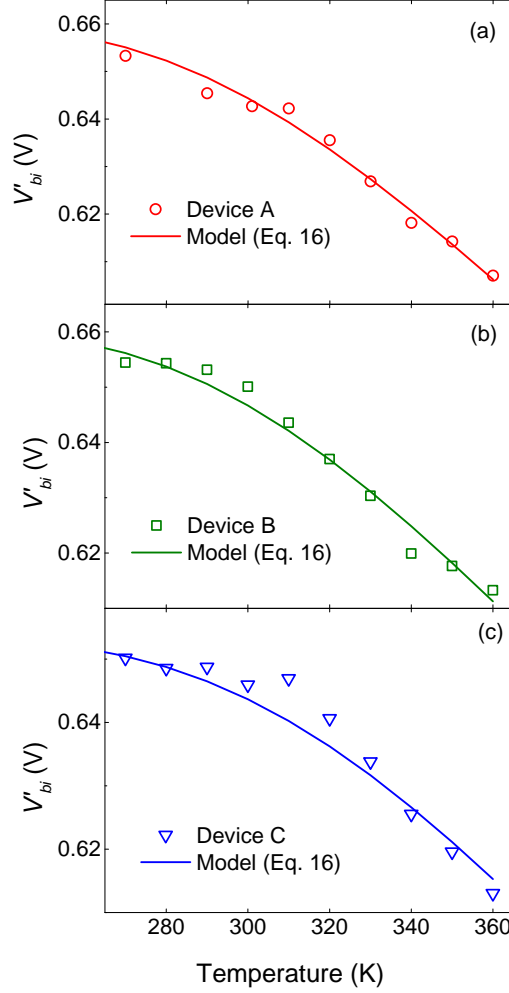 (a)
0.66
0.64
0.62
V'bi (V)
Device A
Model (Eq. 16)
(b)
0.66
0.64
0.62
V'bi (V)
Device B
Model (Eq. 16)
(c)
0.64
0.62
V'bi (V)
Device C
Model (Eq. 16)
280 300 320 340 360
Temperature (K)